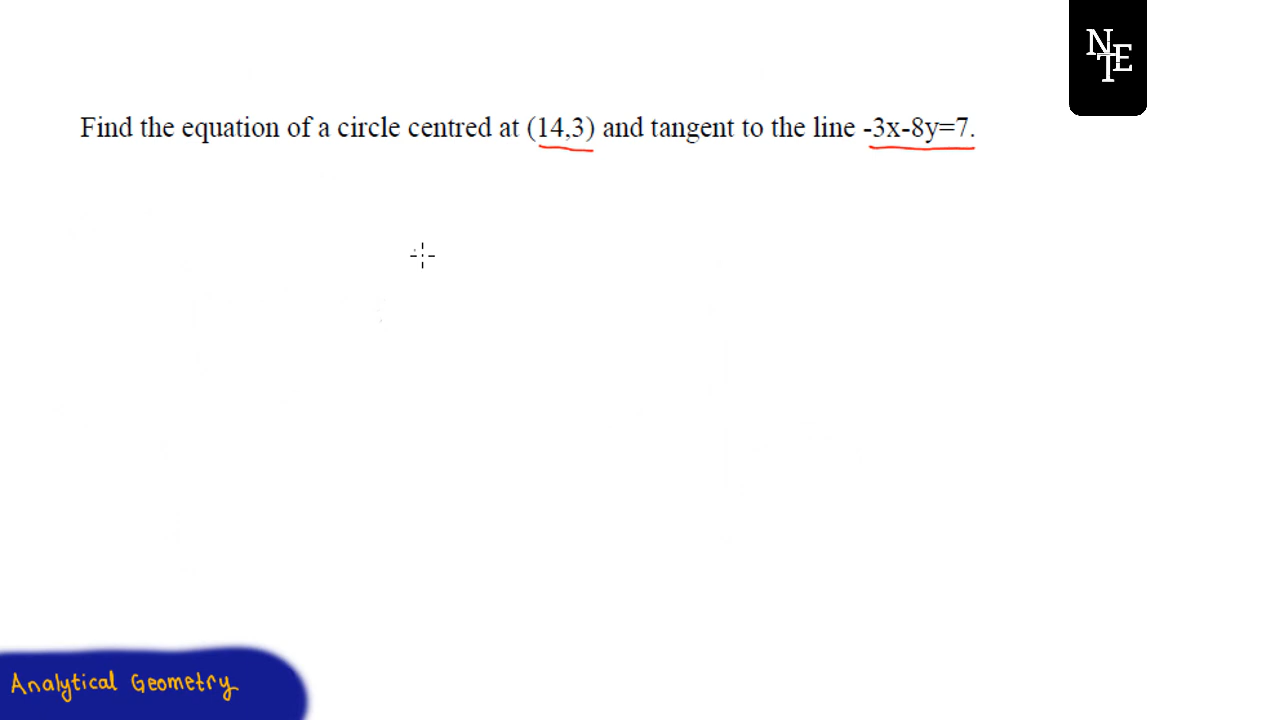 NTE
Find the equation of a circle centred at (14,3) and tangent to the line -3x-8y=7.
Analytical Geometry